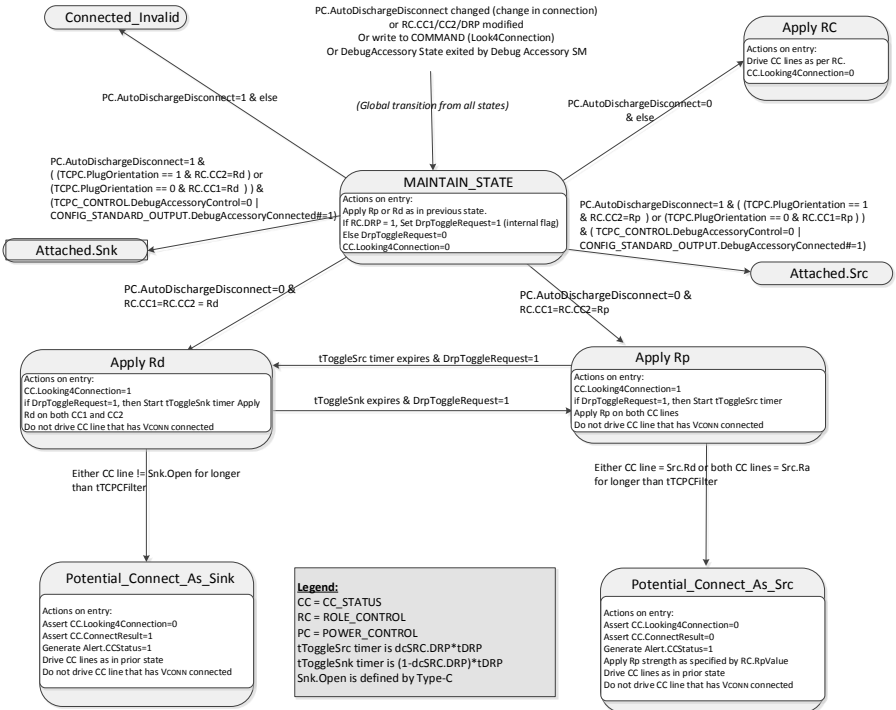 Connected_Invalid
PC.AutoDischargeDisconnect changed (change in connection)
or RC.CC1/CC2/DRP modified
Or write to COMMAND (Look4Connection)
Or DebugAccessory State exited by Debug Accessory SM
Apply RC
Actions on entry:
Drive CC lines as per RC.
CC.Looking4Connection=0
PC.AutoDischargeDisconnect=1 & else
(Global transition from all states)
PC.AutoDischargeDisconnect=0
& else
PC.AutoDischargeDisconnect=1 &
( (TCPC.PlugOrientation == 1 & RC.CC2=Rd ) or
(TCPC.PlugOrientation == 0 & RC.CC1=Rd ) ) &
(TCPC_CONTROL.DebugAccessoryControl=0 |
CONFIG_STANDARD_OUTPUT.DebugAccessoryConnected#=1)
MAINTAIN_STATE
Actions on entry:
Apply Rp or Rd as in previous state.
If RC.DRP = 1, Set DrpToggleRequest=1 (internal flag)
Else DrpToggleRequest=0
CC.Looking4Connection=0
PC.AutoDischargeDisconnect=1 & ( (TCPC.PlugOrientation == 1
& RC.CC2=Rp ) or (TCPC.PlugOrientation == 0 & RC.CC1=Rp ) )
& ( TCPC_CONTROL.DebugAccessoryControl=0 |
CONFIG_STANDARD_OUTPUT.DebugAccessoryConnected#=1)
Attached.Snk
Attached.Src
PC.AutoDischargeDisconnect=0 &
RC.CC1=RC.CC2 = Rd
PC.AutoDischargeDisconnect=0 &
RC.CC1=RC.CC2=Rp
Apply Rd
Actions on entry:
CC.Looking4Connection=1
if DrpToggleRequest=1, then Start tToggleSnk timer Apply
Rd on both CC1 and CC2
Do not drive CC line that has VCONN connected
tToggleSrc timer expires & DrpToggleRequest=1
tToggleSnk expires & DrpToggleRequest=1
Apply Rp
Actions on entry:
CC.Looking4Connection=1
if DrpToggleRequest=1, then Start tToggleSrc timer
Apply Rp on both CC lines
Do not drive CC line that has VCONN connected
Either CC line != Snk.Open for longer
than tTCPCFilter
Either CC line = Src.Rd or both CC lines = Src.Ra
for longer than tTCPCFilter
Potential_Connect_As_Sink
Actions on entry:
Assert CC.Looking4Connection=0
Assert CC.ConnectResult=1
Generate Alert.CCStatus=1
Drive CC lines as in prior state
Do not drive CC line that has VCONN connected
Legend:
CC = CC_STATUS
RC = ROLE_CONTROL
PC = POWER_CONTROL
tToggleSrc timer is dcSRC.DRP*tDRP
tToggleSnk timer is (1-dcSRC.DRP)*tDRP
Snk.Open is defined by Type-C
Potential_Connect_As_Src
Actions on entry:
Assert CC.Looking4Connection=0
Assert CC.ConnectResult=0
Generate Alert.CCStatus=1
Apply Rp strength as specified by RC.RpValue
Drive CC lines as in prior state
Do not drive CC line that has VCONN connected